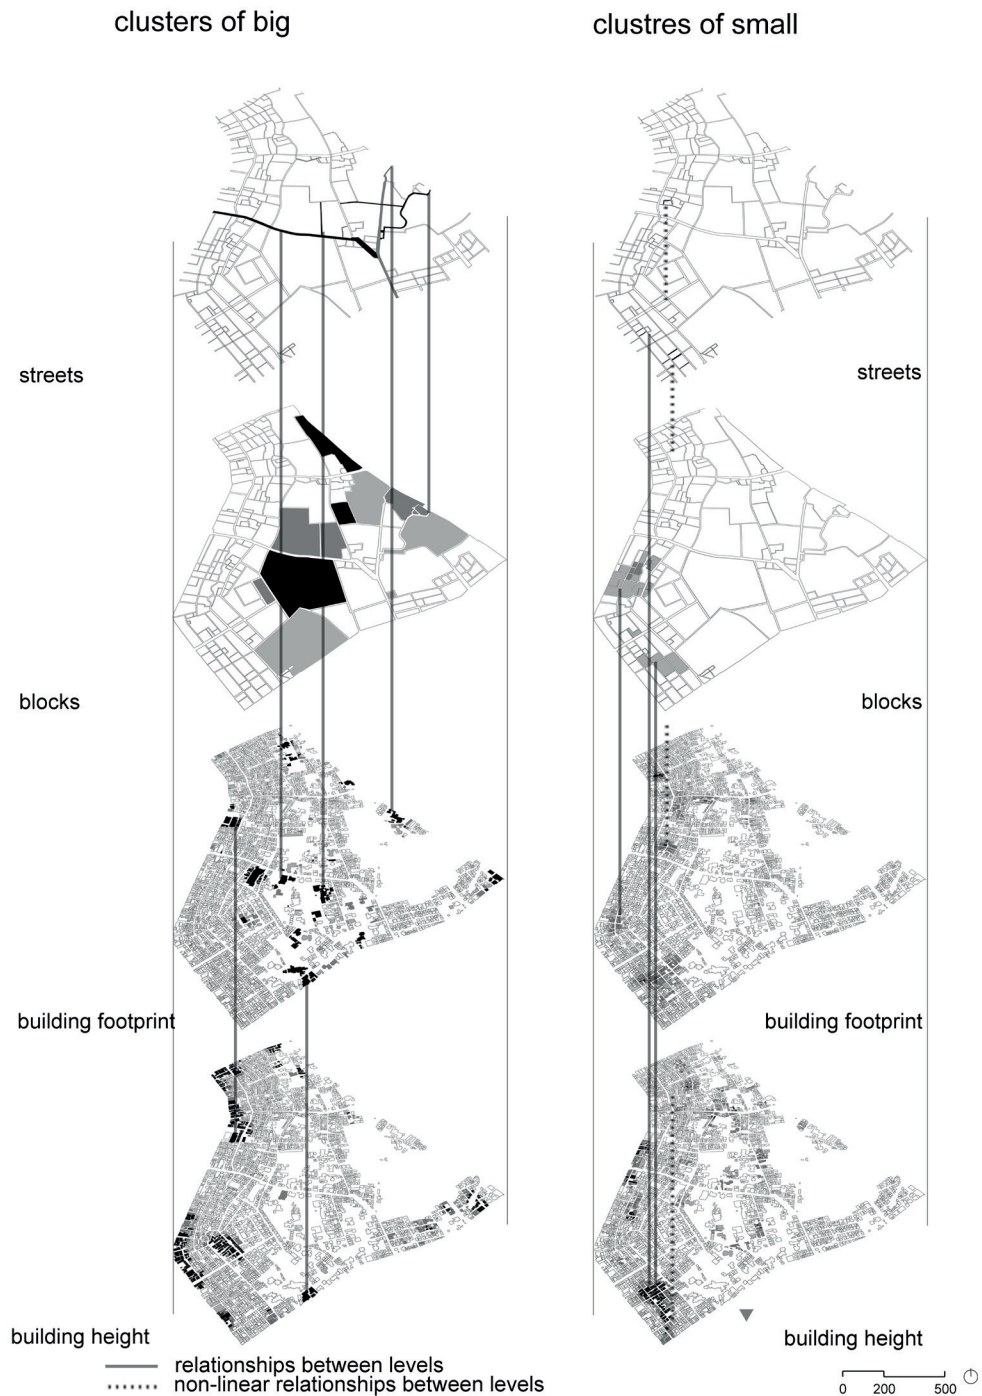 clusters of big
clustres of small
streets
streets
blocks
blocks
building footprint
building footprint
building height
building height
relationships between levels
non-linear relationships between levels
0 200 500